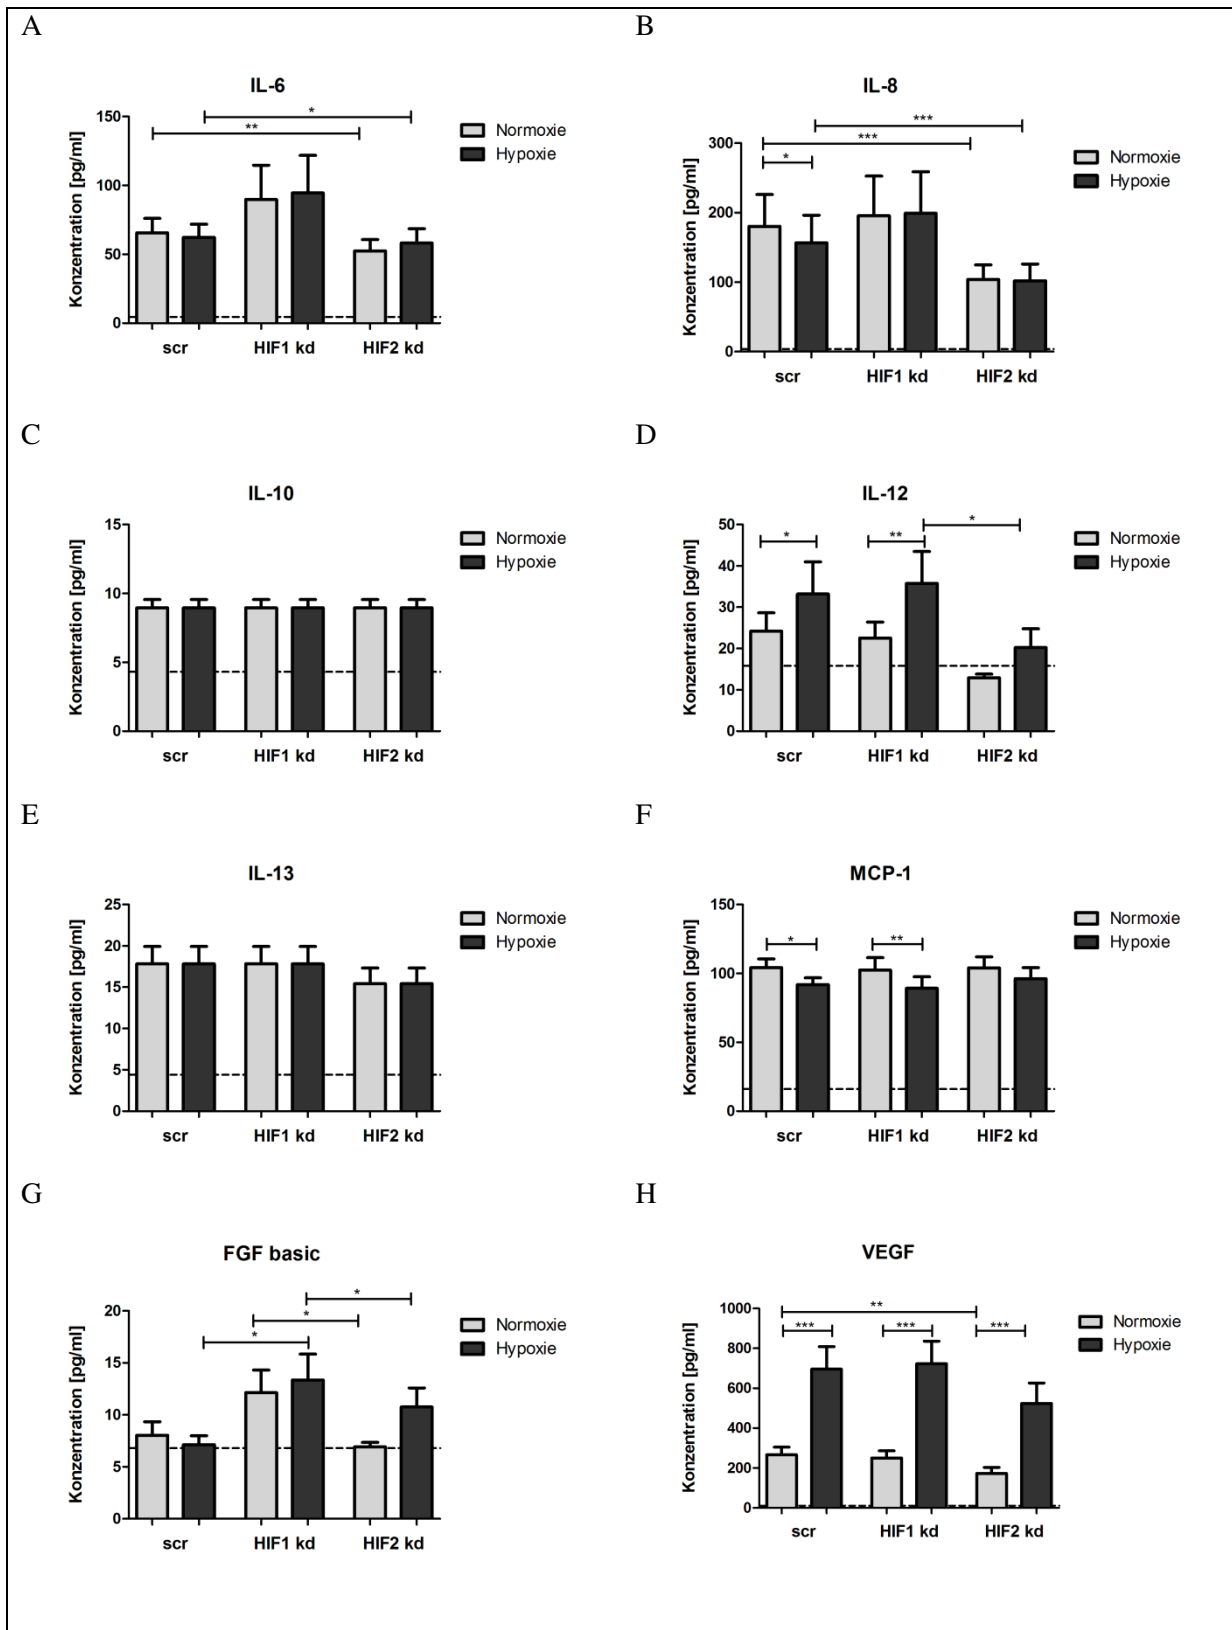 A
IL-6
Konzentration [pg/ml]
150
100
50
0
**
*
Normoxie
Hypoxie
scr HIF1 kd HIF2 kd
B
IL-8
Konzentration [pg/ml]
300
200
100
0
*
***
***
Normoxie
Hypoxie
scr HIF1 kd HIF2 kd
C
IL-10
Konzentration [pg/ml]
15
10
5
0
Normoxie
Hypoxie
scr HIF1 kd HIF2 kd
D
IL-12
Konzentration [pg/ml]
50
40
30
20
10
0
*
**
*
Normoxie
Hypoxie
scr HIF1 kd HIF2 kd
E
IL-13
Konzentration [pg/ml]
25
20
15
10
5
0
Normoxie
Hypoxie
scr HIF1 kd HIF2 kd
F
MCP-1
Konzentration [pg/ml]
150
100
50
0
*
**
Normoxie
Hypoxie
scr HIF1 kd HIF2 kd
G
FGF basic
Konzentration [pg/ml]
20
15
10
5
0
*
*
*
Normoxie
Hypoxie
scr HIF1 kd HIF2 kd
H
VEGF
Konzentration [pg/ml]
1000
800
600
400
200
0
**
***
***
***
Normoxie
Hypoxie
scr HIF1 kd HIF2 kd